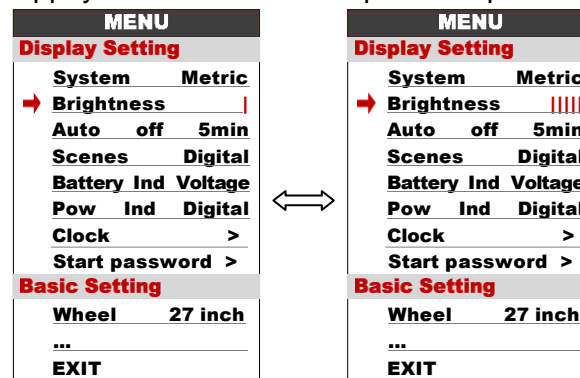 MENU
Display Setting
System Metric
Brightness |
Auto off 5min
Scenes Digital
Battery Ind Voltage
Pow Ind Digital
Clock >
Start password >
Basic Setting
Wheel 27 inch
...
EXIT
MENU
Display Setting
System Metric
Brightness |||||
Auto off 5min
Scenes Digital
Battery Ind Voltage
Pow Ind Digital
Clock >
Start password >
Basic Setting
Wheel 27 inch
...
EXIT